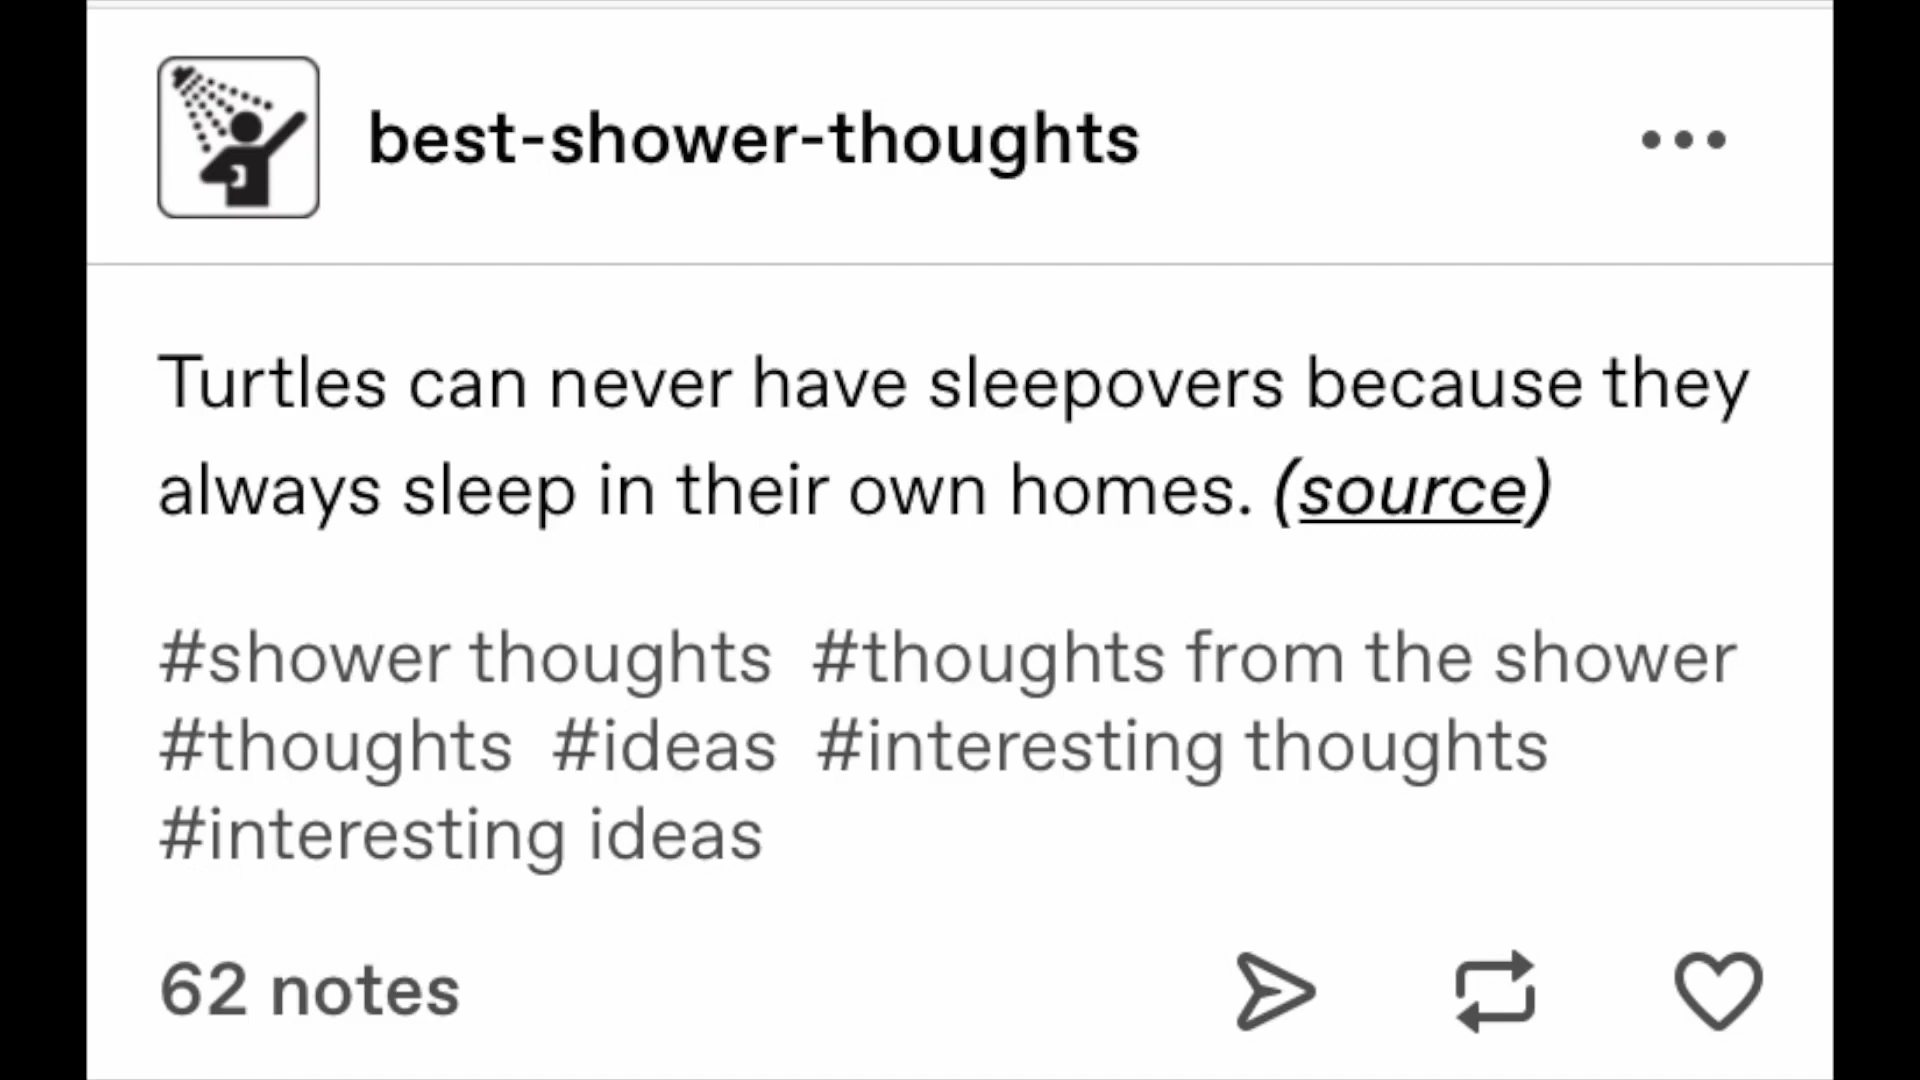 best-shower-thoughts
Turtles can never have sleepovers because they
always sleep in their own homes. (source)
#shower thoughts #thoughts from the shower
#thoughts #ideas #interesting thoughts
#interesting ideas
62 notes